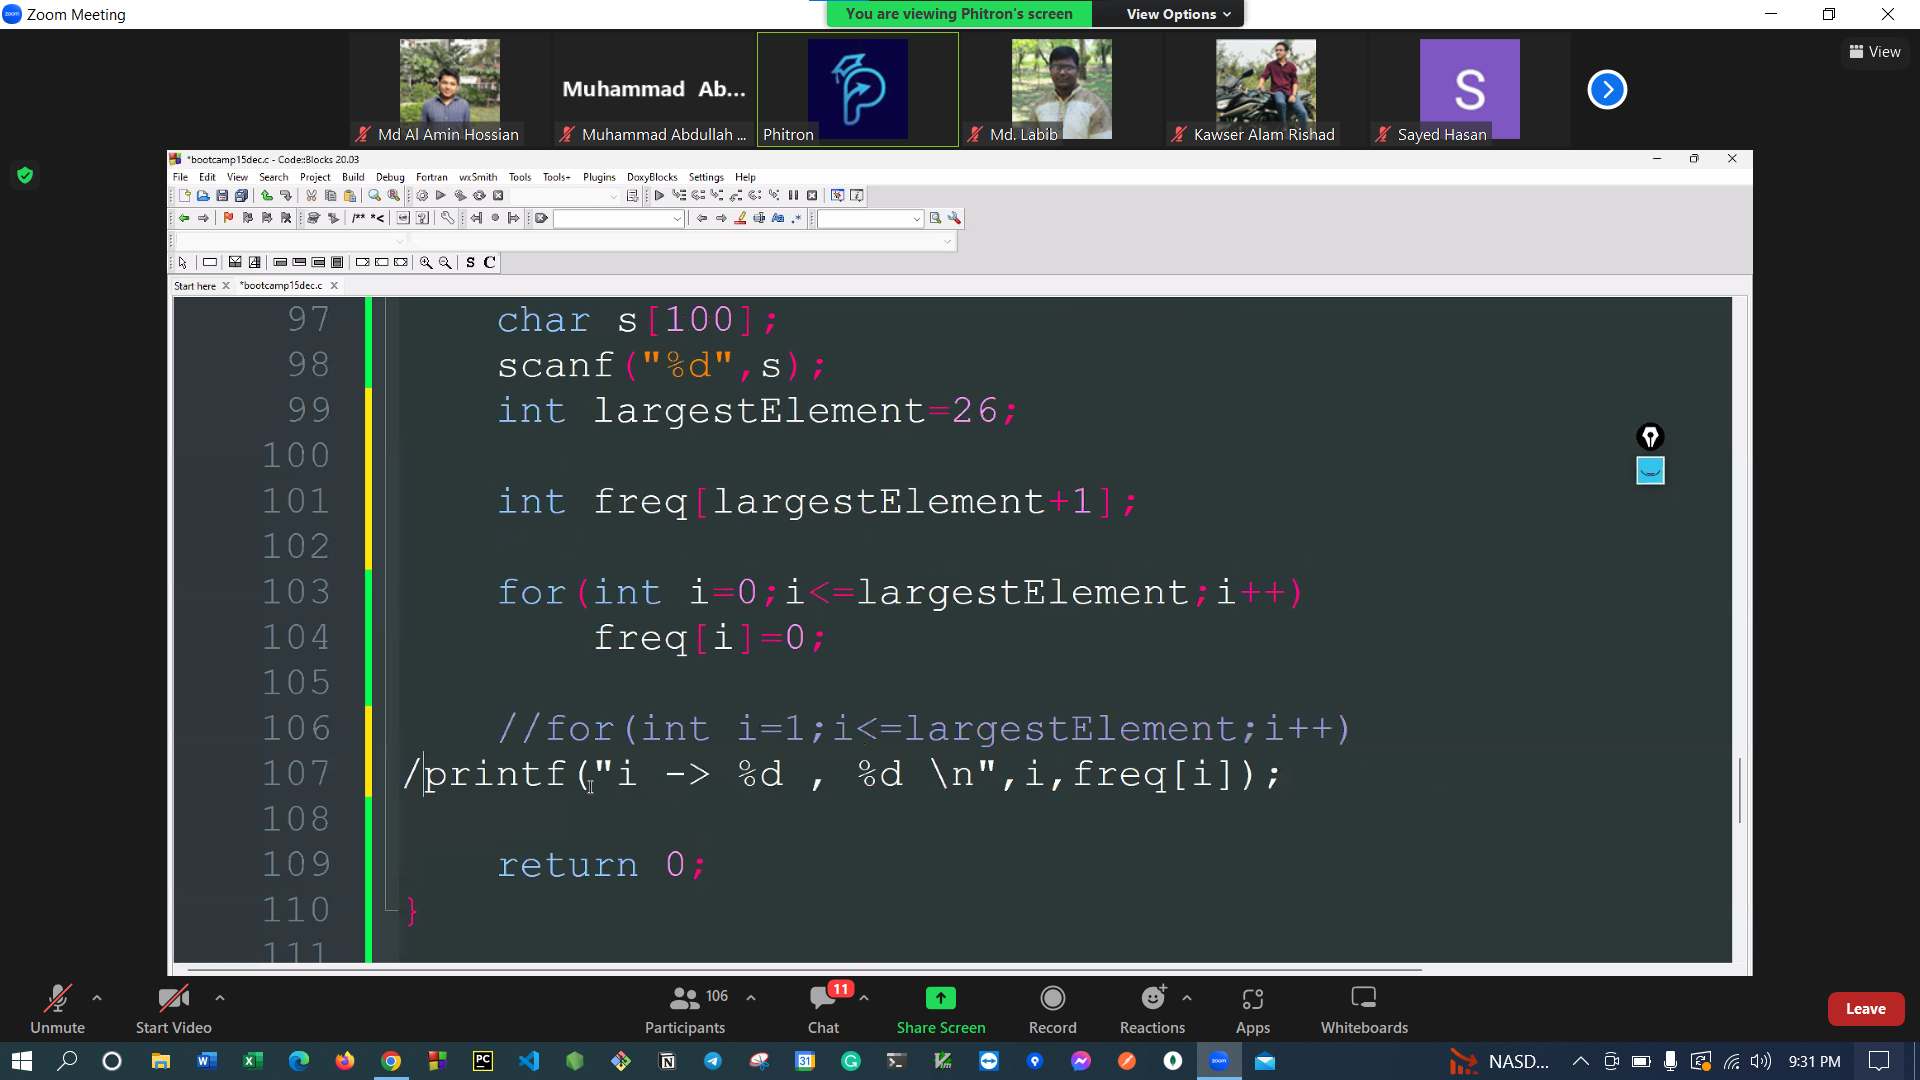 Zoom Meeting
You are viewing Phitron's screen
View Options
View
Muhammad Ab...
S
Md Al Amin Hossian
Muhammad Abdullah ...
Phitron
Md. Labib
Kawser Alam Rishad
Sayed Hasan
*bootcamp15dec.c - Code::Blocks 20.03
File Edit View Search Project Build Debug Fortran wxSmith Tools Tools+ Plugins DoxyBlocks Settings Help
/** *<
S C
Start here
*bootcamp15dec.c
97 char s[100];
98 scanf("%d",s);
99 int largestElement=26;
100
101 int freq[largestElement+1];
102
103 for(int i=0;i<=largestElement;i++)
104 freq[i]=0;
105
106 //for(int i=1;i<=largestElement;i++)
107 /printf("i -> %d , %d \n",i,freq[i]);
108
109 return 0;
110 }
111
Unmute
Start Video
106
Participants
11
Chat
Share Screen
Record
Reactions
Apps
Whiteboards
Leave
NASD...
9:31 PM